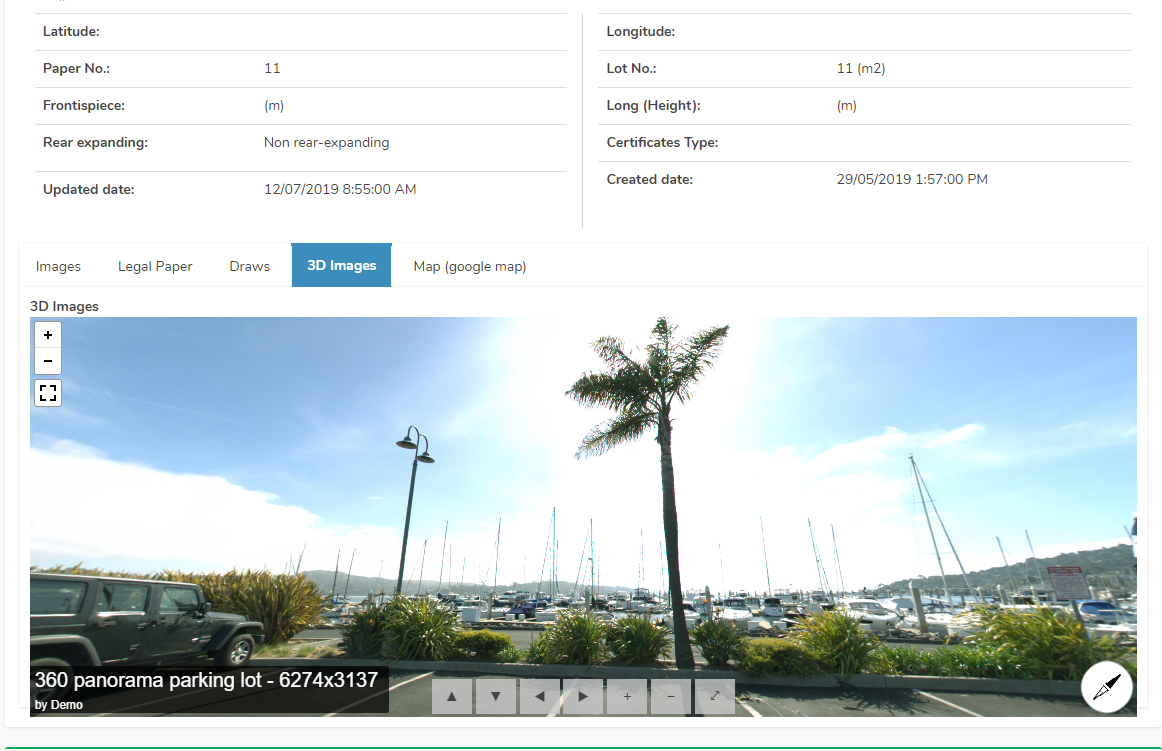 Latitude:
Longitude:
Paper No.: 11
Lot No.: 11 (m2)
Frontispiece: (m)
Long (Height): (m)
Rear expanding: Non rear-expanding
Certificates Type:
Updated date: 12/07/2019 8:55:00 AM
Created date: 29/05/2019 1:57:00 PM
Images Legal Paper Draws 3D Images Map (google map)
3D Images
+
−
360 panorama parking lot - 6274x3137
by Demo
▲ ▼ ◀ ▶ + −